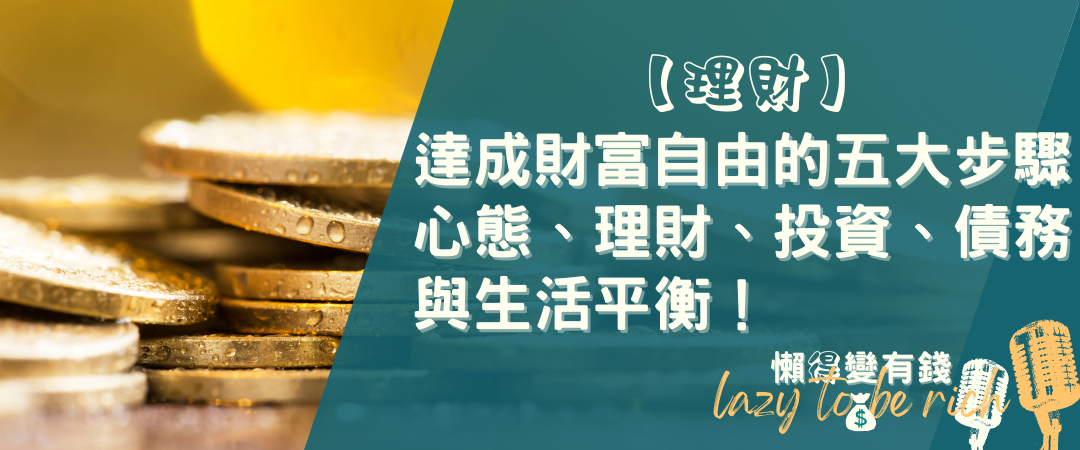 【理財】
達成財富自由的五大步驟
心態、理財、投資、債務
與生活平衡！
懶得變有錢
lazy to be rich
$